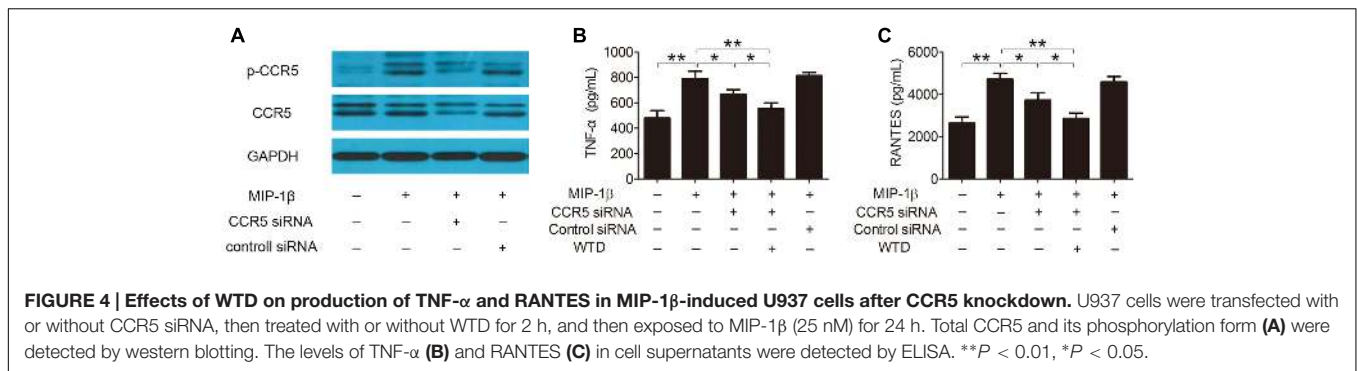 A
p-CCR5
CCR5
GAPDH
MIP-1β – + + +
CCR5 siRNA – – + –
controll siRNA – – – +
B
** 
** * *
1000
800
600
400
200
0
TNF-α (pg/mL)
MIP-1β – + + + +
CCR5 siRNA – – + + –
Control siRNA – – – – +
WTD – – – + –
C
**
** * *
6000
4000
2000
0
RANTES (pg/mL)
MIP-1β – + + + +
CCR5 siRNA – – + + –
Control siRNA – – – – +
WTD – – – + –
FIGURE 4 | Effects of WTD on production of TNF-α and RANTES in MIP-1β-induced U937 cells after CCR5 knockdown. U937 cells were transfected with
or without CCR5 siRNA, then treated with or without WTD for 2 h, and then exposed to MIP-1β (25 nM) for 24 h. Total CCR5 and its phosphorylation form (A) were
detected by western blotting. The levels of TNF-α (B) and RANTES (C) in cell supernatants were detected by ELISA. **P < 0.01, *P < 0.05.